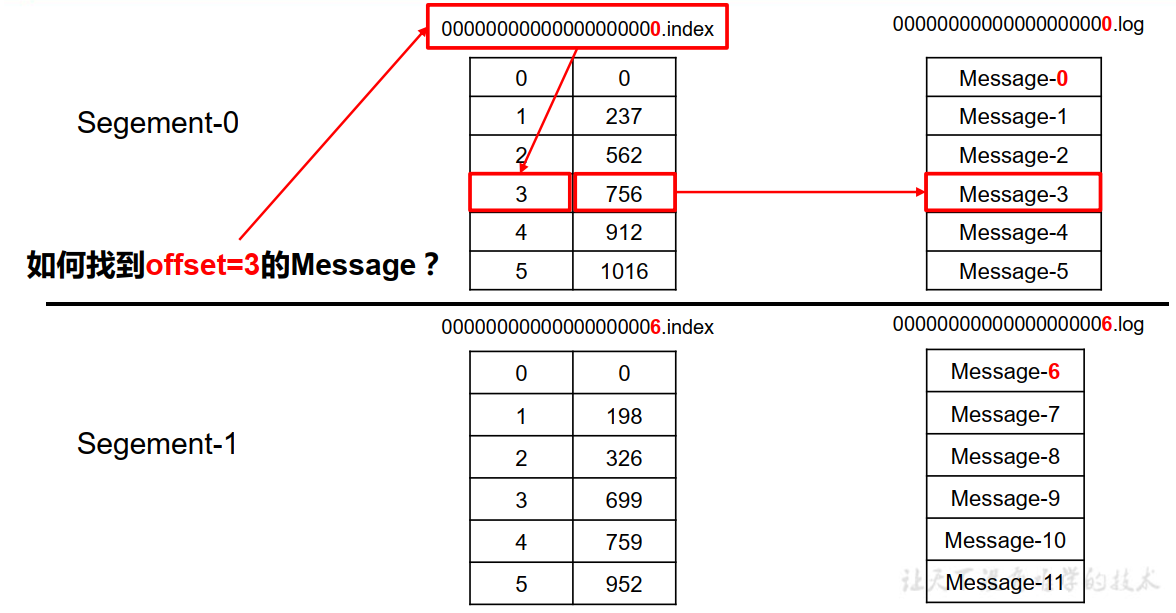 00000000000000000000.index
00000000000000000000.log
Segement-0
0 0 Message-0
1 237 Message-1
2 562 Message-2
3 756 Message-3
4 912 Message-4
5 1016 Message-5
如何找到offset=3的Message？
00000000000000000006.index
00000000000000000006.log
Segement-1
0 0 Message-6
1 198 Message-7
2 326 Message-8
3 699 Message-9
4 759 Message-10
5 952 Message-11
让天下没有难学的技术